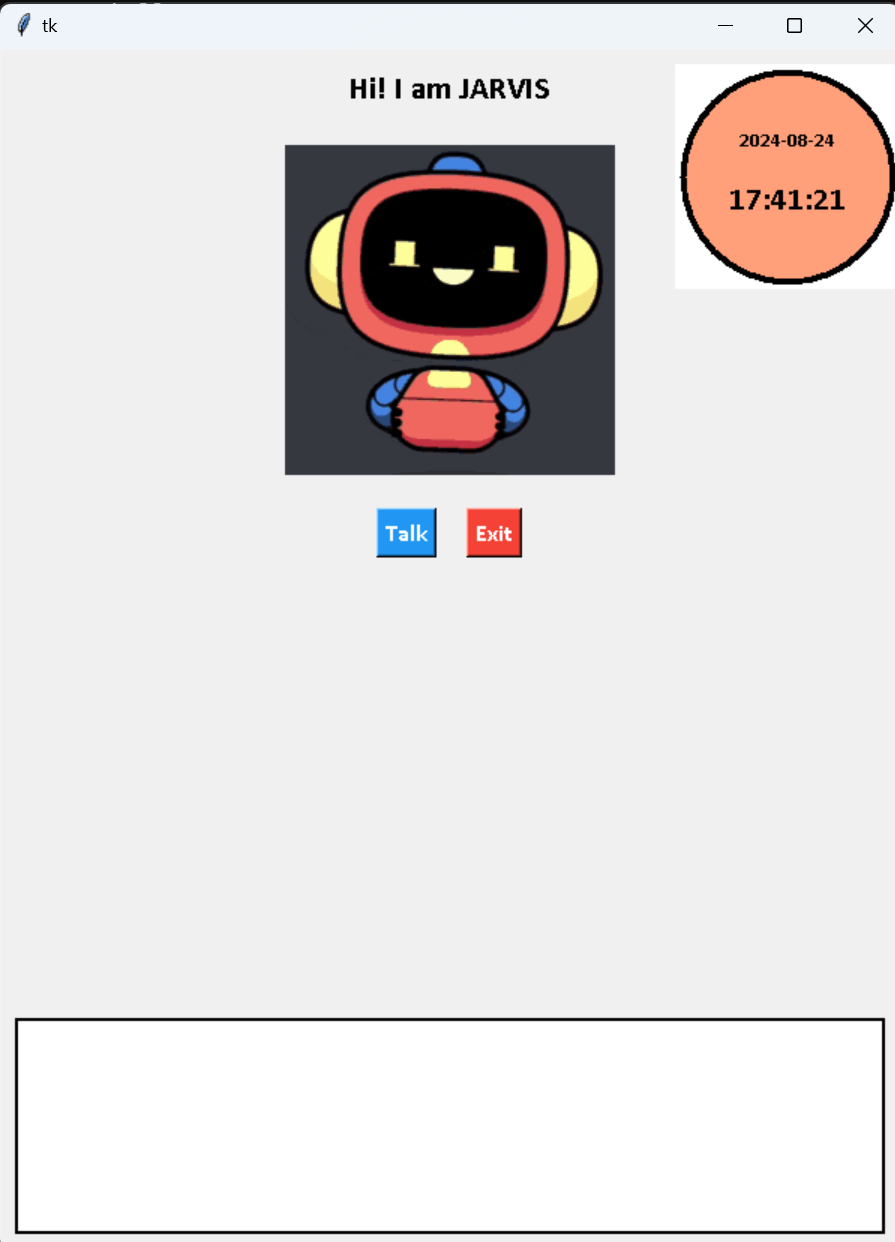 tk
Hi! I am JARVIS
2024-08-24
17:41:21
Talk
Exit